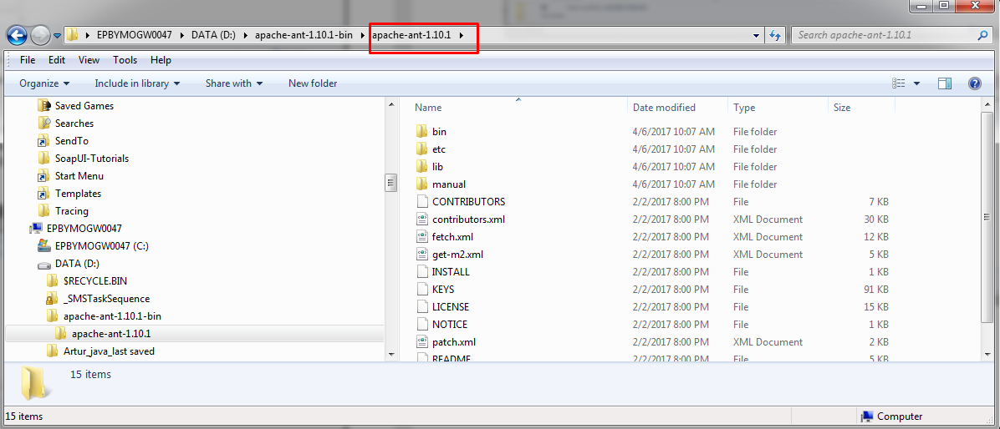 EPBYMOGW0047 DATA (D:) apache-ant-1.10.1-bin apache-ant-1.10.1 Search apache-ant-1.10.1
File Edit View Tools Help
Organize Include in library Share with New folder
Saved Games
Searches
SendTo
SoapUI-Tutorials
Start Menu
Templates
Tracing
EPBYMOGW0047
EPBYMOGW0047 (C:)
DATA (D:)
$RECYCLE.BIN
_SMSTaskSequence
apache-ant-1.10.1-bin
apache-ant-1.10.1
Artur_java_last saved
Name Date modified Type Size
bin 4/6/2017 10:07 AM File folder
etc 4/6/2017 10:07 AM File folder
lib 4/6/2017 10:07 AM File folder
manual 4/6/2017 10:07 AM File folder
CONTRIBUTORS 2/2/2017 8:00 PM File 7 KB
contributors.xml 2/2/2017 8:00 PM XML Document 30 KB
fetch.xml 2/2/2017 8:00 PM XML Document 12 KB
get-m2.xml 2/2/2017 8:00 PM XML Document 5 KB
INSTALL 2/2/2017 8:00 PM File 1 KB
KEYS 2/2/2017 8:00 PM File 91 KB
LICENSE 2/2/2017 8:00 PM File 15 KB
NOTICE 2/2/2017 8:00 PM File 1 KB
patch.xml 2/2/2017 8:00 PM XML Document 2 KB
README 2/2/2017 8:00 PM File 5 KB
15 items
15 items Computer